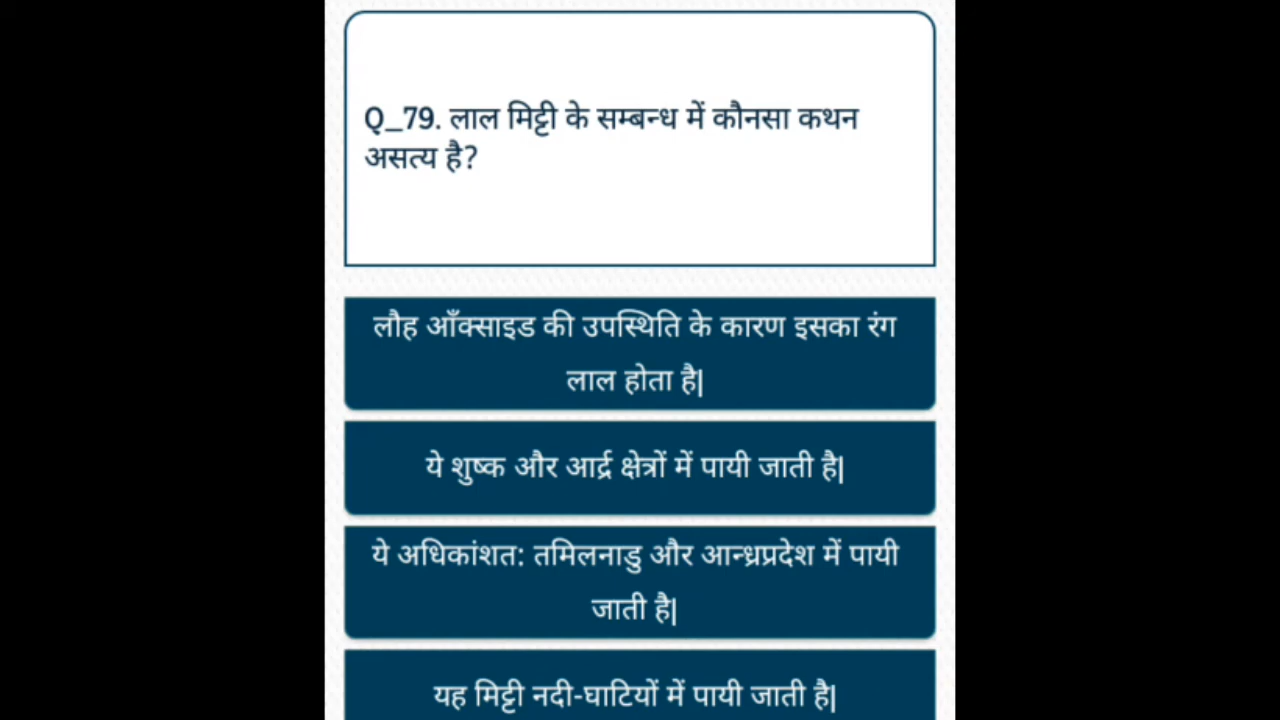 Q_79. लाल मिट्टी के सम्बन्ध में कौनसा कथन
असत्य है?
लौह आँक्साइड की उपस्थिति के कारण इसका रंग
लाल होता है|
ये शुष्क और आर्द्र क्षेत्रों में पायी जाती है|
ये अधिकांशत: तमिलनाडु और आन्ध्रप्रदेश में पायी
जाती है|
यह मिट्टी नदी-घाटियों में पायी जाती है|